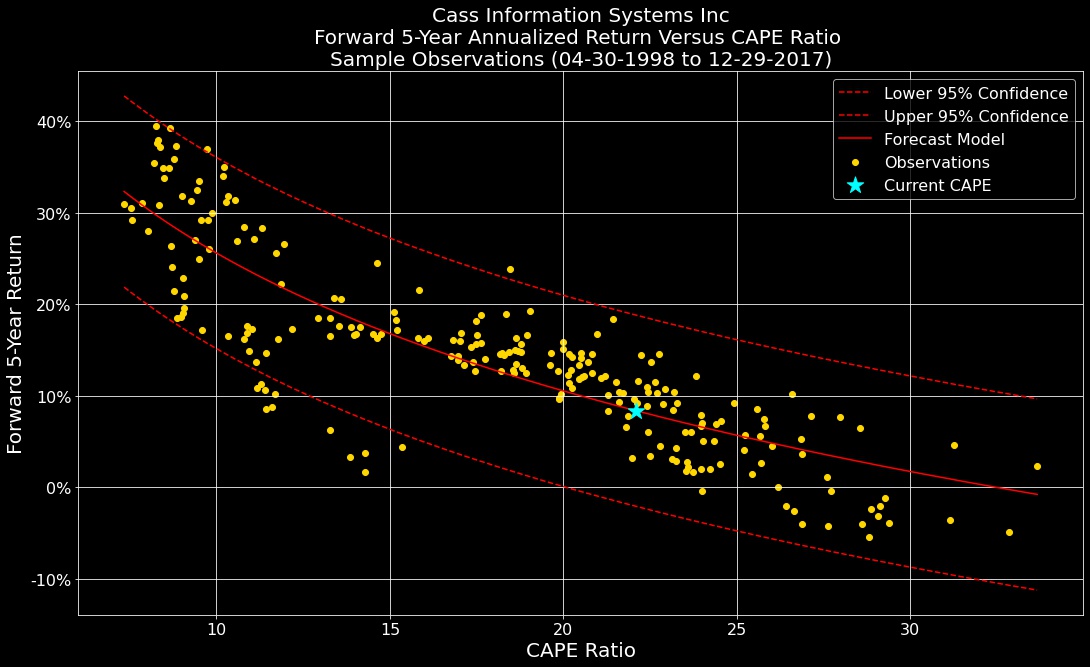 Cass Information Systems Inc
Forward 5-Year Annualized Return Versus CAPE Ratio
Sample Observations (04-30-1998 to 12-29-2017)
Lower 95% Confidence
Upper 95% Confidence
Forecast Model
Observations
Current CAPE
Forward 5-Year Return
40%
30%
20%
10%
0%
-10%
10 15 20 25 30
CAPE Ratio